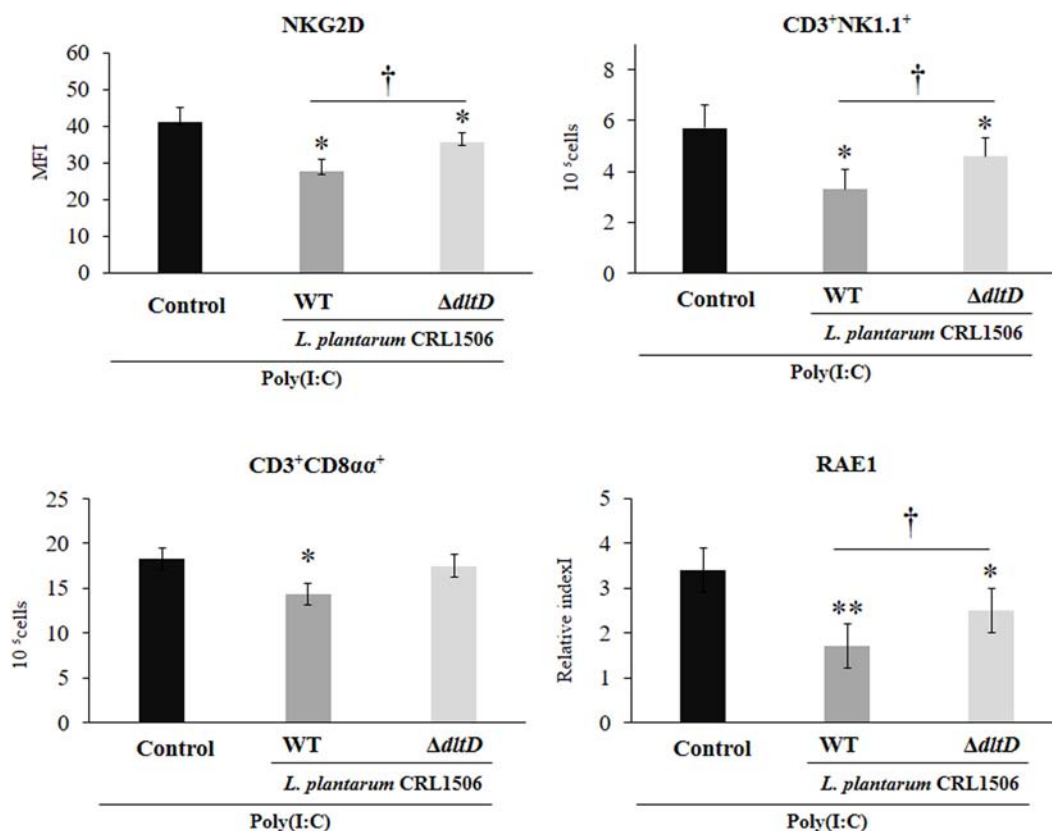 NKG2D
†
60
50
40
30
20
10
0
MFI
*
*
Control
WT
ΔdltD
L. plantarum CRL1506
Poly(I:C)
CD3⁺NK1.1⁺
†
8
6
4
2
0
10 ⁵cells
*
*
Control
WT
ΔdltD
L. plantarum CRL1506
Poly(I:C)
CD3⁺CD8αα⁺
25
20
15
10
5
0
10 ⁵cells
*
Control
WT
ΔdltD
L. plantarum CRL1506
Poly(I:C)
RAE1
†
5
4
3
2
1
0
Relative indexI
**
*
Control
WT
ΔdltD
L. plantarum CRL1506
Poly(I:C)